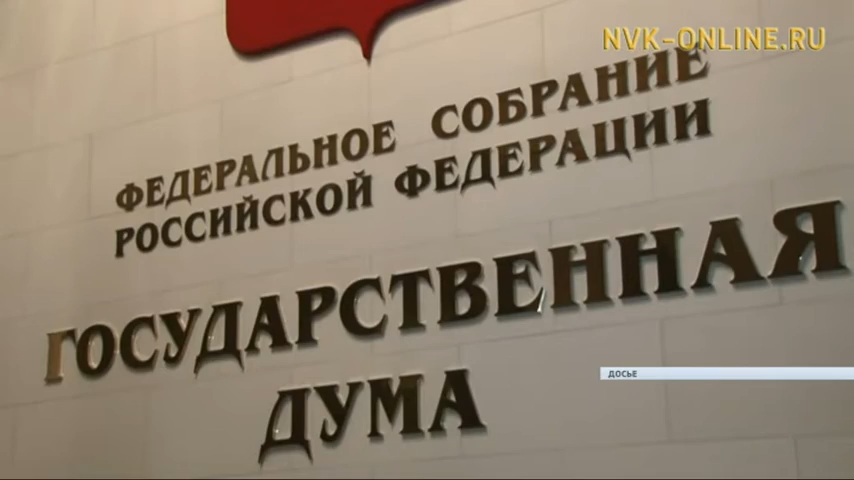 NVK-ONLINE.RU
ФЕДЕРАЛЬНОЕ СОБРАНИЕ
РОССИЙСКОЙ ФЕДЕРАЦИИ
ГОСУДАРСТВЕННАЯ
ДУМА
ДОСЬЕ